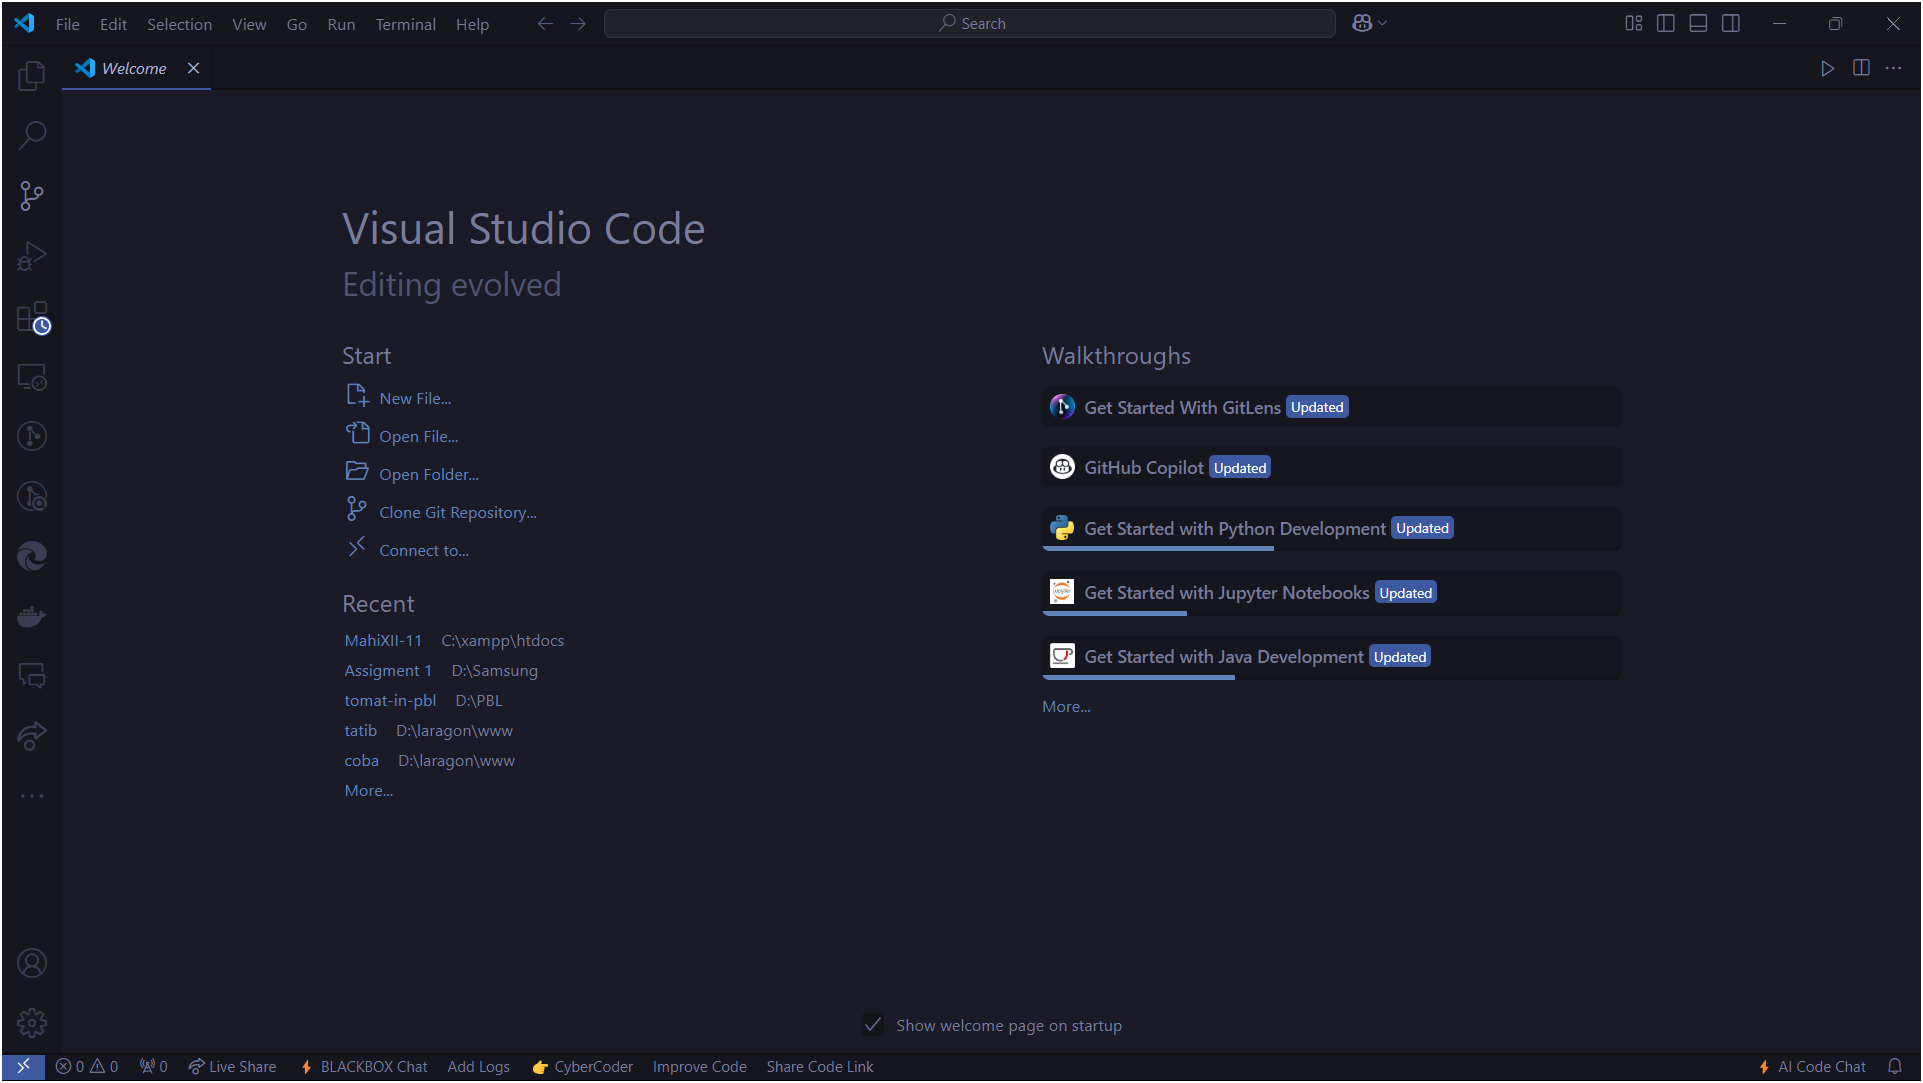 File Edit Selection View Go Run Terminal Help Search
Welcome
Visual Studio Code
Editing evolved
Start
New File...
Open File...
Open Folder...
Clone Git Repository...
Connect to...
Recent
MahiXII-11 C:\xampp\htdocs
Assigment 1 D:\Samsung
tomat-in-pbl D:\PBL
tatib D:\laragon\www
coba D:\laragon\www
More...
Walkthroughs
Get Started With GitLens Updated
GitHub Copilot Updated
Get Started with Python Development Updated
Get Started with Jupyter Notebooks Updated
Get Started with Java Development Updated
More...
Show welcome page on startup
0 0 0 Live Share BLACKBOX Chat Add Logs CyberCoder Improve Code Share Code Link AI Code Chat